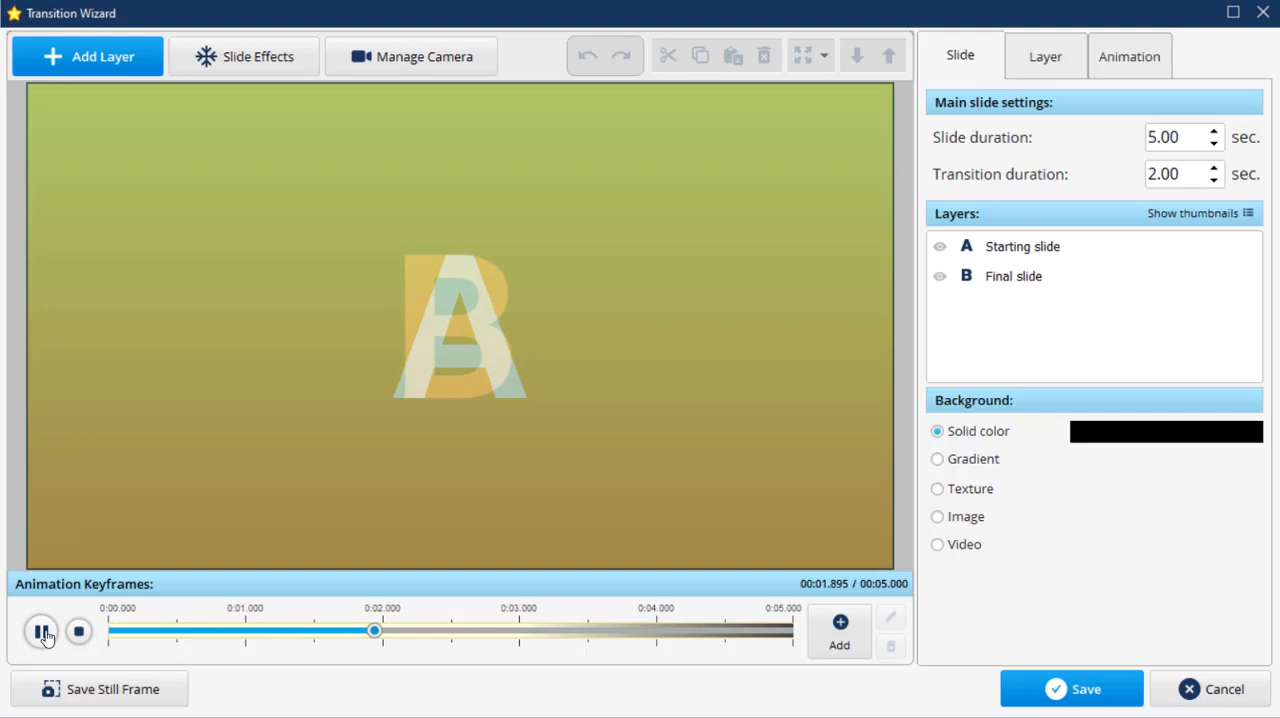 Transition Wizard
Add Layer
Slide Effects
Manage Camera
Slide
Layer
Animation
Main slide settings:
Slide duration:
5.00
sec.
Transition duration:
2.00
sec.
Layers:
Show thumbnails
A
Starting slide
B
Final slide
B
A
Background:
Solid color
Gradient
Texture
Image
Video
Animation Keyframes:
00:01.895 / 00:05.000
0:00.000
0:01.000
0:02.000
0:03.000
0:04.000
0:05.000
Add
Save Still Frame
Save
Cancel